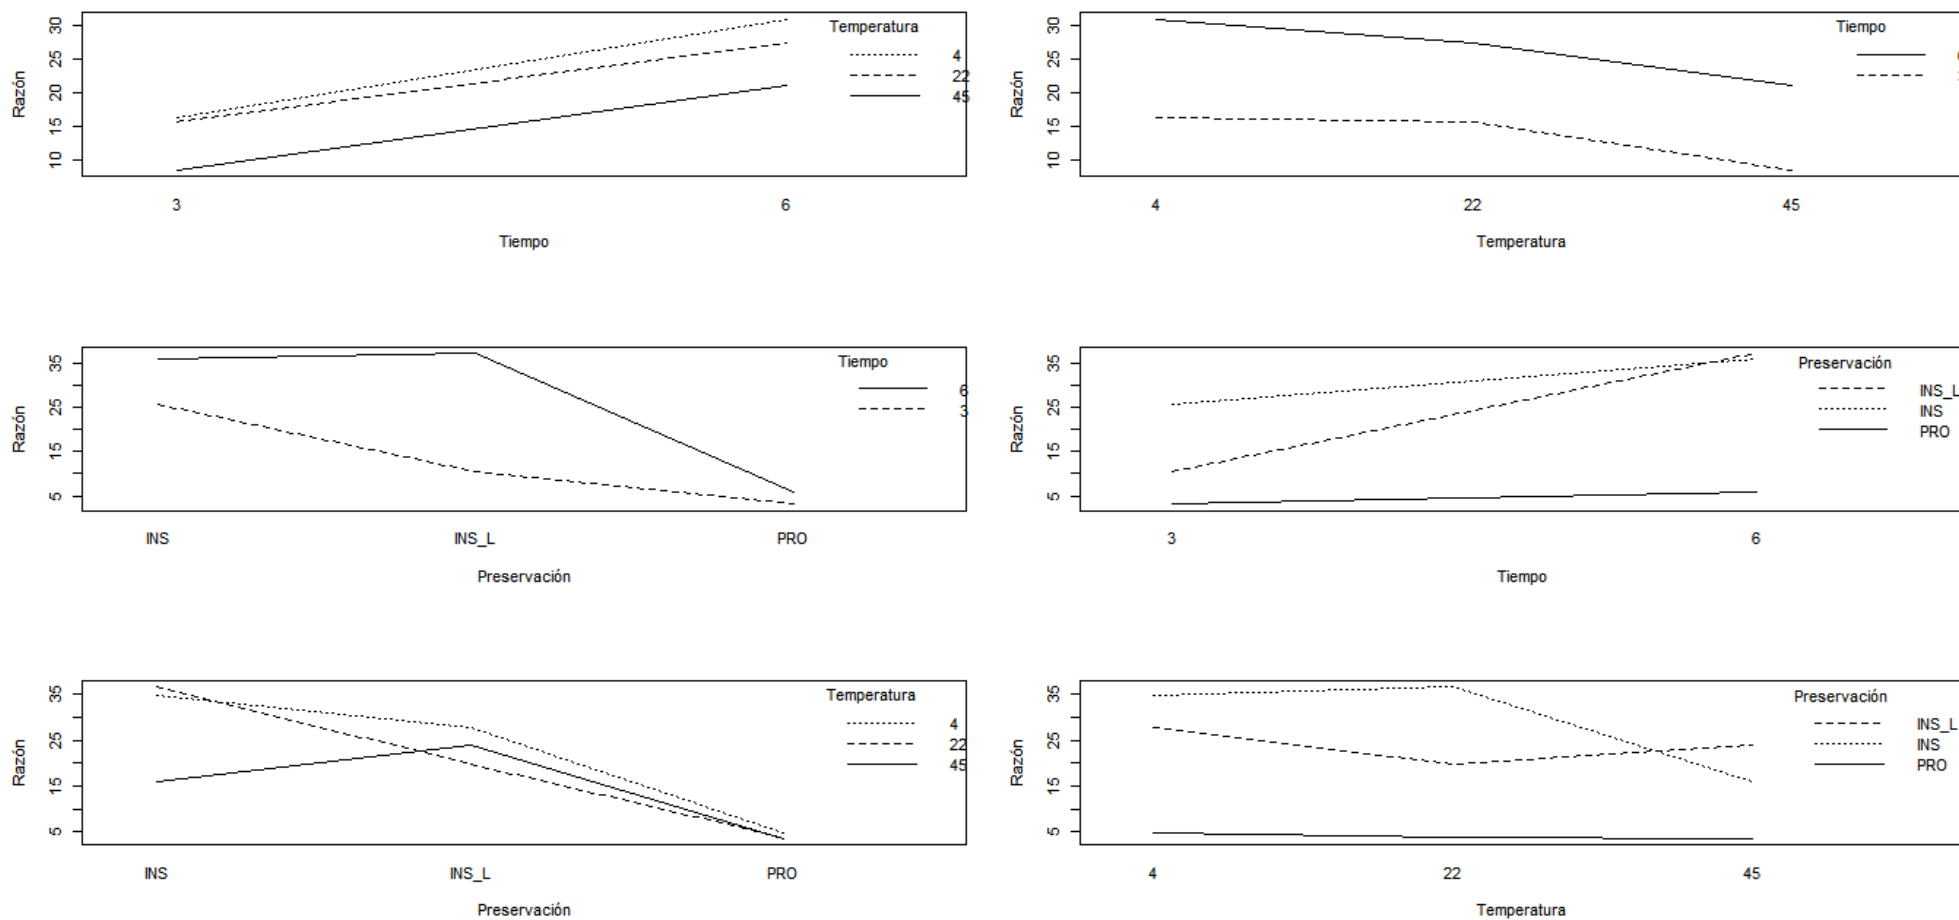 Razón
30
25
20
15
10
3
6
Tiempo
Temperatura
4
22
45
Razón
30
25
20
15
10
4
22
45
Temperatura
Tiempo
Razón
35
25
15
5
INS
INS_L
PRO
Preservación
Tiempo
6
3
Razón
35
25
15
5
3
6
Tiempo
Preservación
INS_L
INS
PRO
Razón
35
25
15
5
INS
INS_L
PRO
Preservación
Temperatura
4
22
45
Razón
35
25
15
5
4
22
45
Temperatura
Preservación
INS_L
INS
PRO